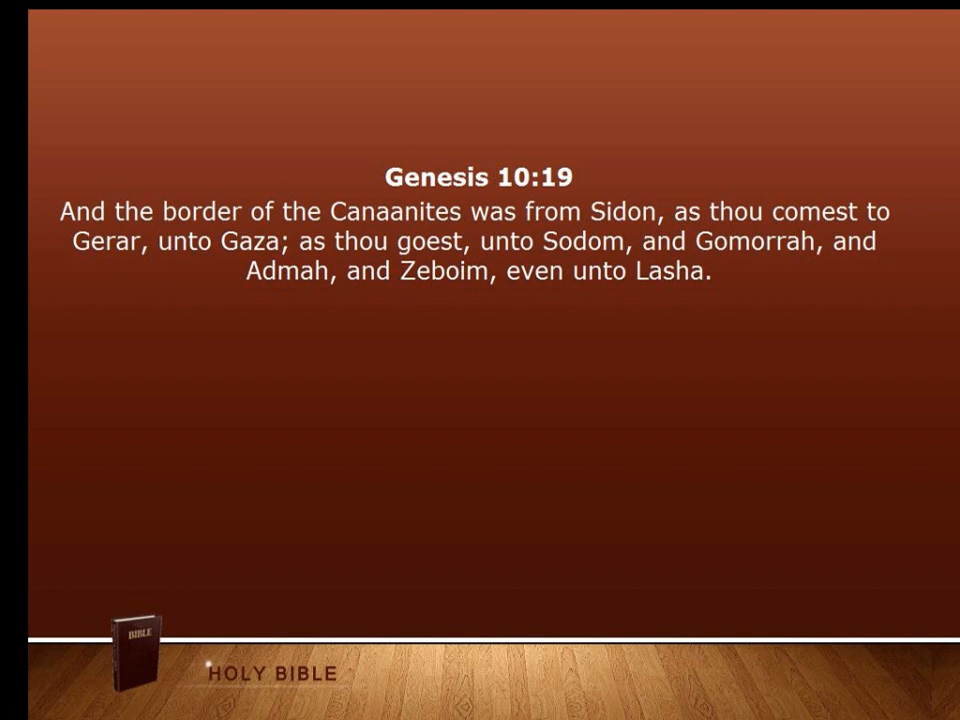 Genesis 10:19
And the border of the Canaanites was from Sidon, as thou comest to
Gerar, unto Gaza; as thou goest, unto Sodom, and Gomorrah, and
Admah, and Zeboim, even unto Lasha.
BIBLE
HOLY BIBLE